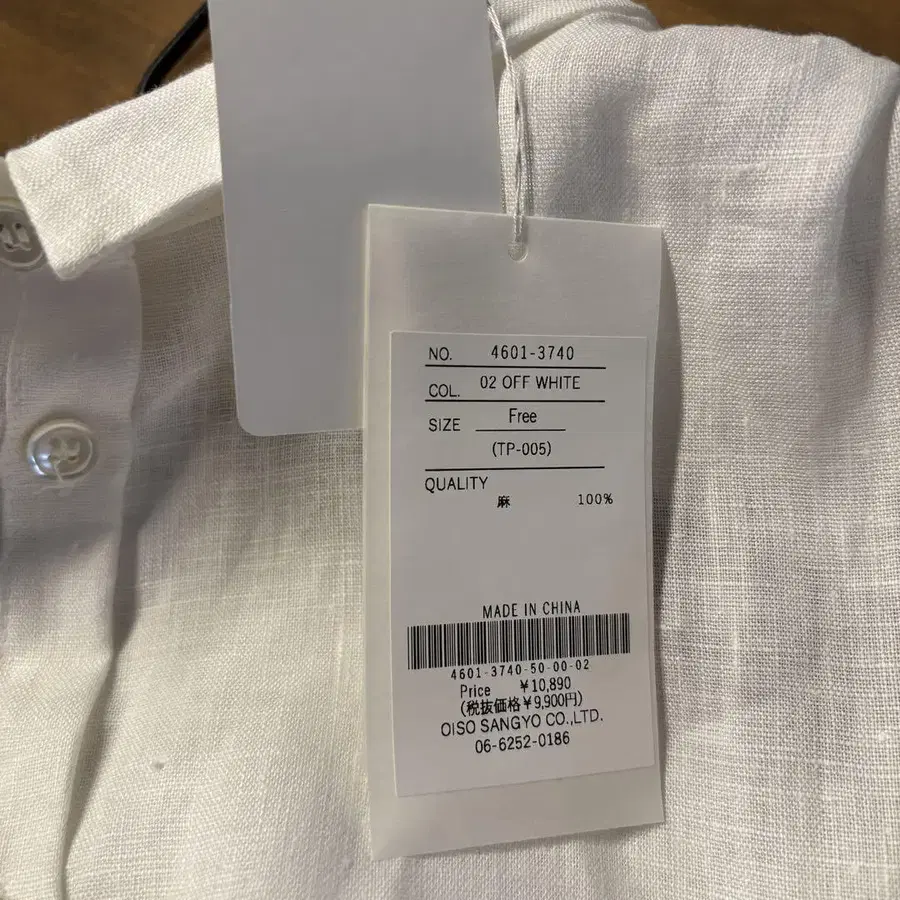 NO. 4601-3740
COL. 02 OFF WHITE
SIZE Free
(TP-005)
QUALITY
麻 100%
MADE IN CHINA
4601-3740-50-00-02
Price ¥10,890
(税抜価格¥9,900円)
OISO SANGYO CO.,LTD.
06-6252-0186